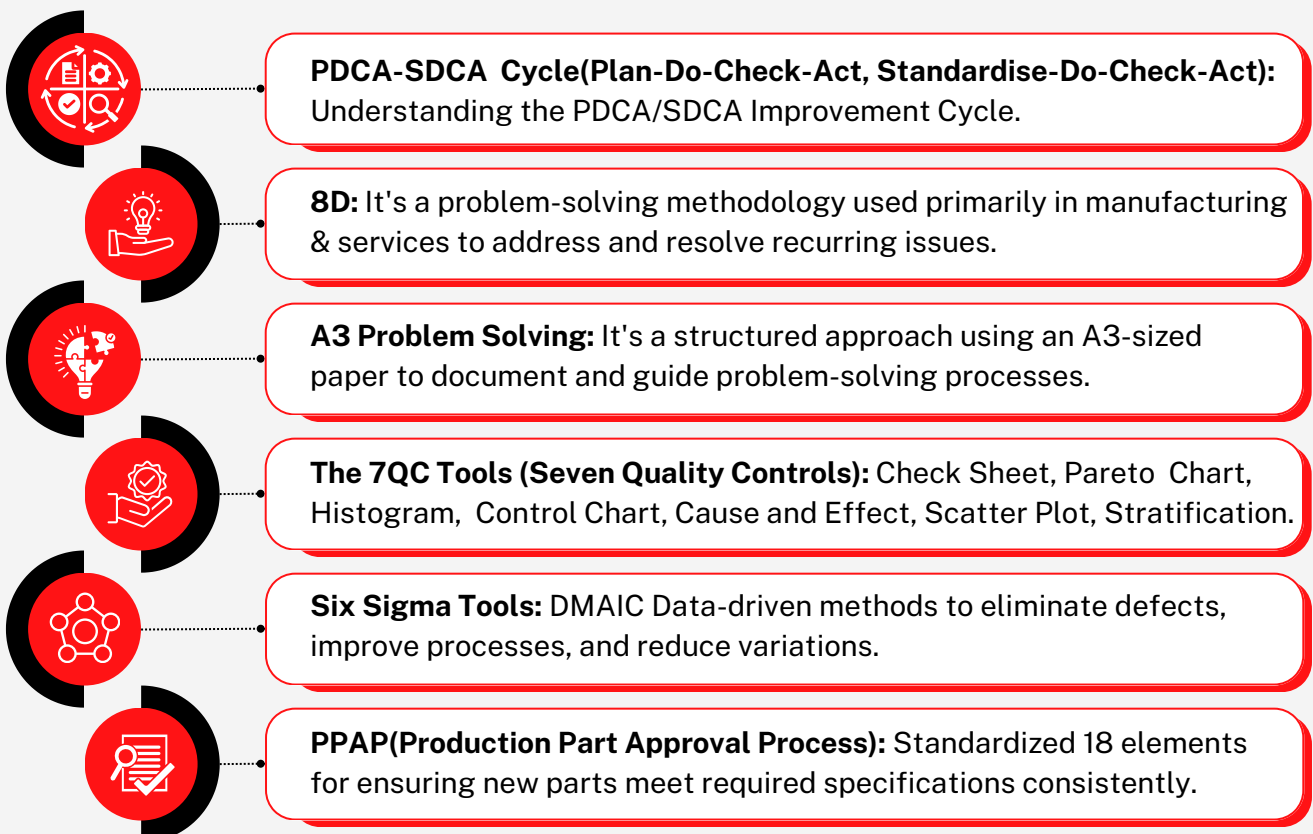 PDCA-SDCA Cycle(Plan-Do-Check-Act, Standardise-Do-Check-Act):
Understanding the PDCA/SDCA Improvement Cycle.
8D: It's a problem-solving methodology used primarily in manufacturing
& services to address and resolve recurring issues.
A3 Problem Solving: It's a structured approach using an A3-sized
paper to document and guide problem-solving processes.
The 7QC Tools (Seven Quality Controls): Check Sheet, Pareto Chart,
Histogram, Control Chart, Cause and Effect, Scatter Plot, Stratification.
Six Sigma Tools: DMAIC Data-driven methods to eliminate defects,
improve processes, and reduce variations.
PPAP(Production Part Approval Process): Standardized 18 elements
for ensuring new parts meet required specifications consistently.